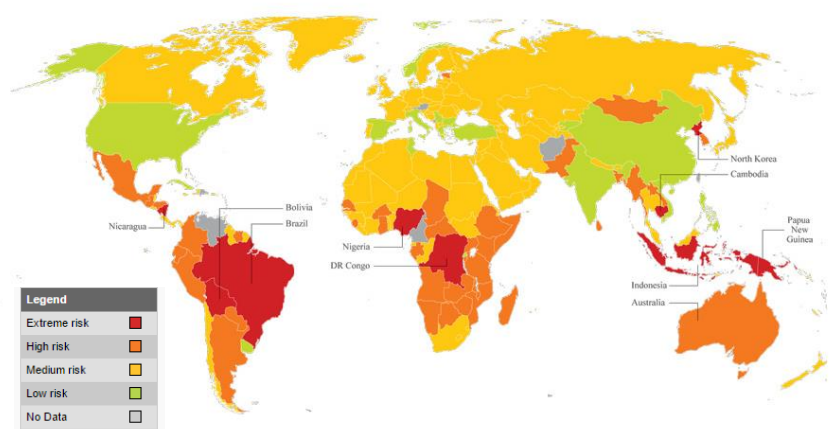 North Korea
Cambodia
Bolivia
Nicaragua
Brazil
Papua
New
Guinea
Nigeria
DR Congo
Indonesia
Australia
Legend
Extreme risk
High risk
Medium risk
Low risk
No Data